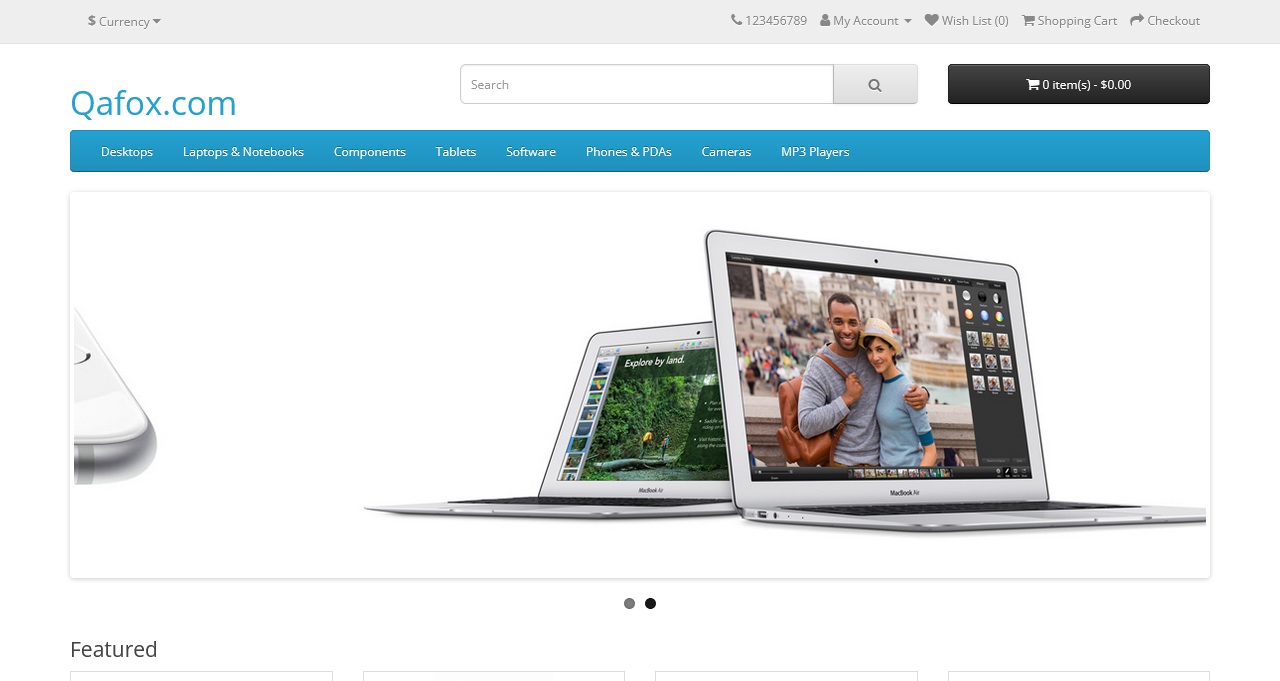 $ Currency
123456789 My Account Wish List (0) Shopping Cart Checkout
Qafox.com
Search
0 item(s) - $0.00
Desktops Laptops & Notebooks Components Tablets Software Phones & PDAs Cameras MP3 Players
Explore by land.
MacBook Air
MacBook Air
Featured